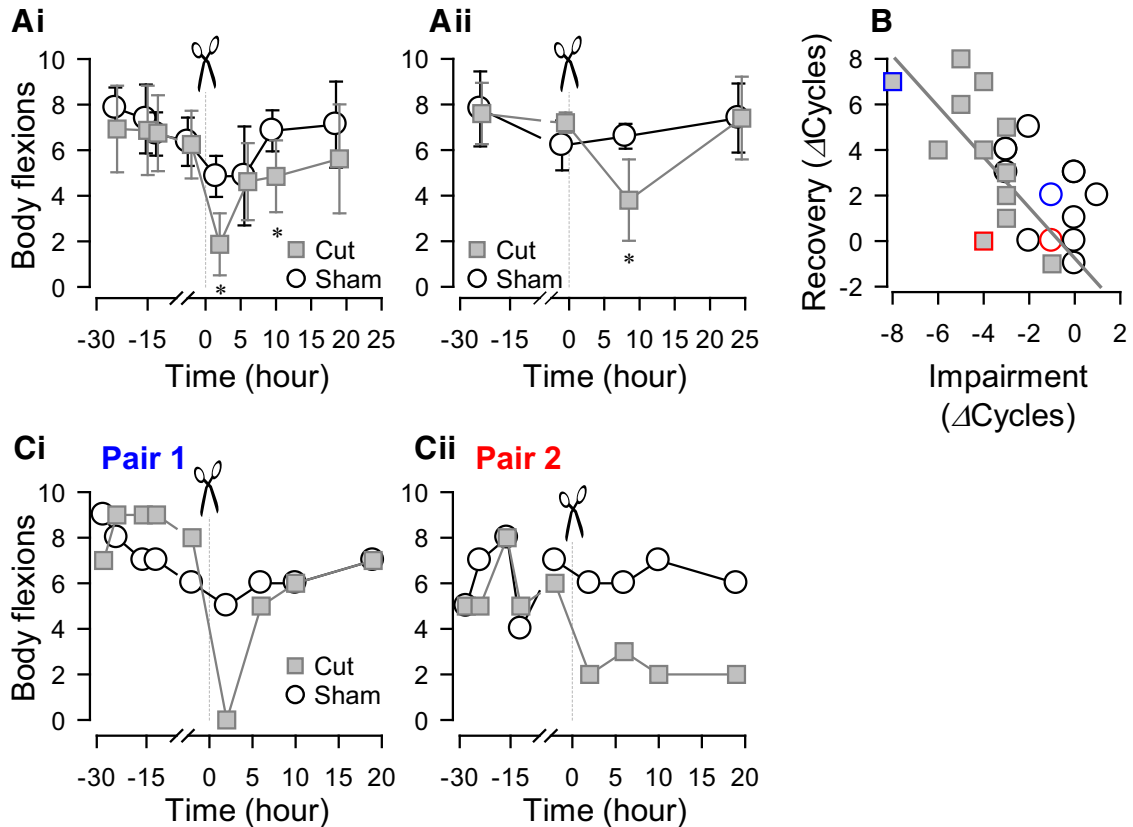 Ai
Body flexions
10
8
6
4
2
0
*
*
Cut
Sham
-30 -15 0 5 10 15 20 25
Time (hour)
Aii
10
8
6
4
2
0
*
Cut
Sham
-30 -15 0 5 10 15 20 25
Time (hour)
B
Recovery (ΔCycles)
8
6
4
2
0
-2
-8 -6 -4 -2 0 2
Impairment
(ΔCycles)
Ci
Pair 1
Body flexions
10
8
6
4
2
0
Cut
Sham
-30 -15 0 5 10 15 20
Time (hour)
Cii
Pair 2
10
8
6
4
2
0
-30 -15 0 5 10 15 20
Time (hour)